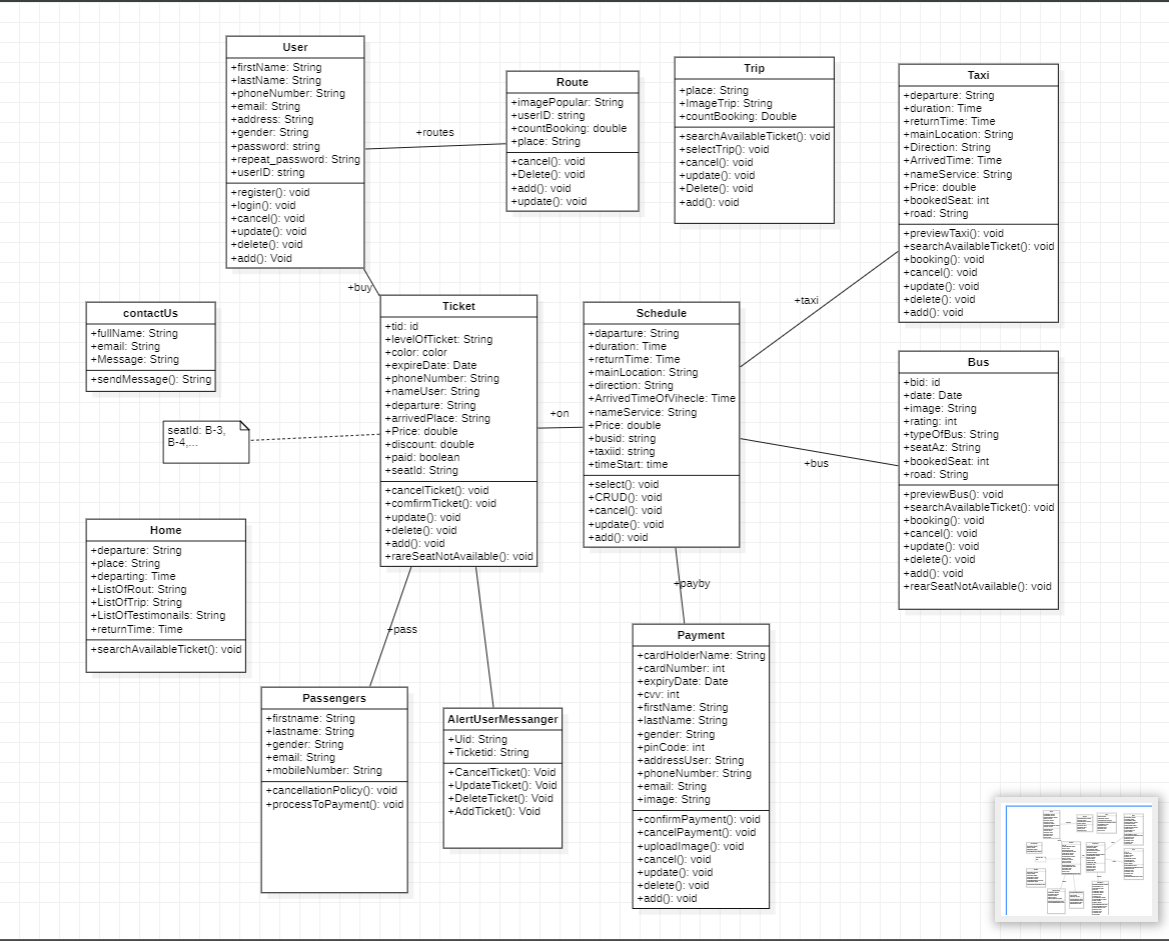 User
+firstName: String
+lastName: String
+phoneNumber: String
+email: String
+address: String
+gender: String
+password: string
+repeat_password: String
+userID: string
+register(): void
+login(): void
+cancel(): void
+update(): void
+delete(): void
+add(): Void
+routes
Route
+imagePopular: String
+userID: string
+countBooking: double
+place: String
+cancel(): void
+Delete(): void
+add(): void
+update(): void
Trip
+place: String
+ImageTrip: String
+countBooking: Double
+searchAvailableTicket(): void
+selectTrip(): void
+cancel(): void
+update(): void
+Delete(): void
+add(): void
Taxi
+departure: String
+duration: Time
+returnTime: Time
+mainLocation: String
+Direction: String
+ArrivedTime: Time
+nameService: String
+Price: double
+bookedSeat: int
+road: String
+previewTaxi(): void
+searchAvailableTicket(): void
+booking(): void
+cancel(): void
+update(): void
+delete(): void
+add(): void
+buy
+taxi
contactUs
+fullName: String
+email: String
+Message: String
+sendMessage(): String
Ticket
+tid: id
+levelOfTicket: String
+color: color
+expireDate: Date
+phoneNumber: String
+nameUser: String
+departure: String
+arrivedPlace: String
+Price: double
+discount: double
+paid: boolean
+seatId: String
+cancelTicket(): void
+comfirmTicket(): void
+update(): void
+delete(): void
+add(): void
+rareSeatNotAvailable(): void
+on
Schedule
+daparture: String
+duration: Time
+returnTime: Time
+mainLocation: String
+direction: String
+ArrivedTimeOfVihecle: Time
+nameService: String
+Price: double
+busid: string
+taxiid: string
+timeStart: time
+select(): void
+CRUD(): void
+cancel(): void
+update(): void
+add(): void
+bus
Bus
+bid: id
+date: Date
+image: String
+rating: int
+typeOfBus: String
+seatAz: String
+bookedSeat: int
+road: String
+previewBus(): void
+searchAvailableTicket(): void
+booking(): void
+cancel(): void
+update(): void
+delete(): void
+add(): void
+rearSeatNotAvailable(): void
seatId: B-3,
B-4,...
Home
+departure: String
+place: String
+departing: Time
+ListOfRout: String
+ListOfTrip: String
+ListOfTestimonails: String
+returnTime: Time
+searchAvailableTicket(): void
+pass
+payby
Passengers
+firstname: String
+lastname: String
+gender: String
+email: String
+mobileNumber: String
+cancellationPolicy(): void
+processToPayment(): void
AlertUserMessanger
+Uid: String
+Ticketid: String
+CancelTicket(): Void
+UpdateTicket(): Void
+DeleteTicket(): Void
+AddTicket(): Void
Payment
+cardHolderName: String
+cardNumber: int
+expiryDate: Date
+cvv: int
+firstName: String
+lastName: String
+gender: String
+pinCode: int
+addressUser: String
+phoneNumber: String
+email: String
+image: String
+confirmPayment(): void
+cancelPayment(): void
+uploadImage(): void
+cancel(): void
+update(): void
+delete(): void
+add(): void